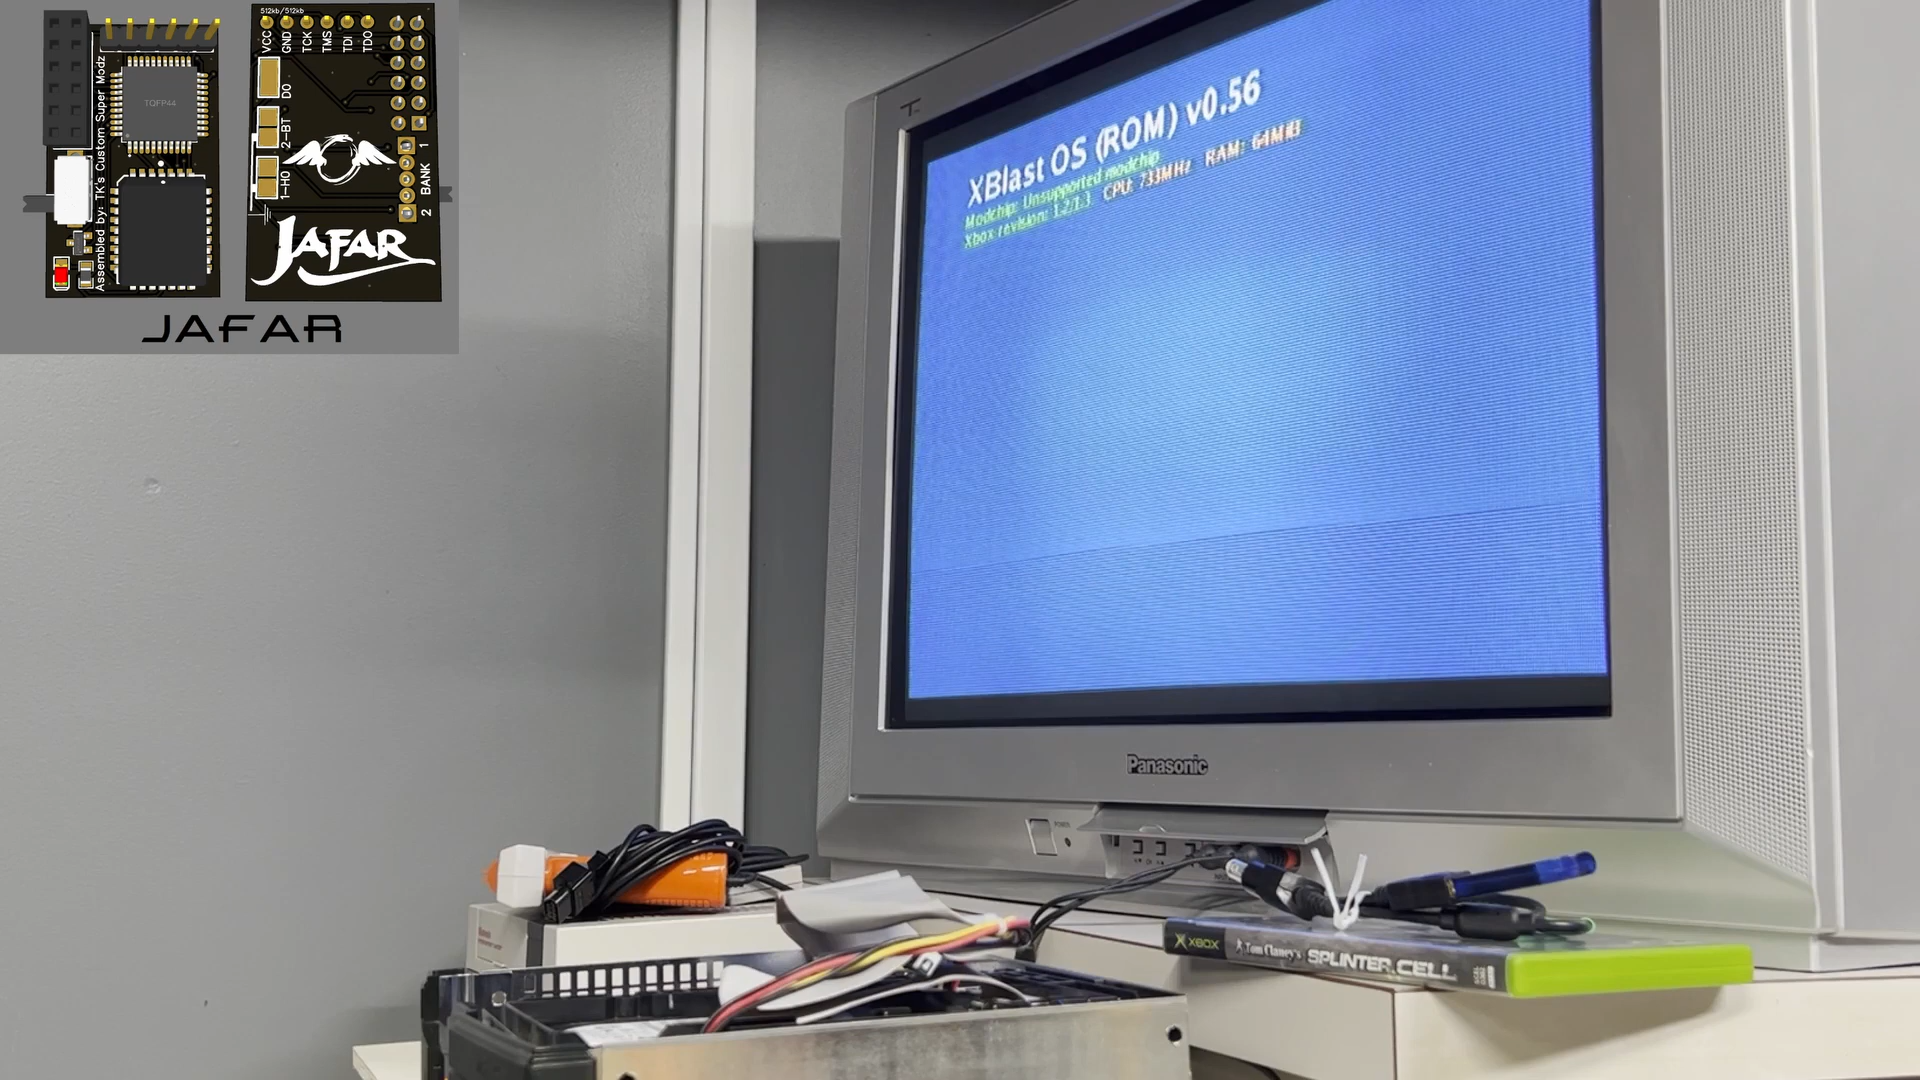 512kb/512kb
VCC
GND
TCK
TMS
TDI
TDO
TQFP44
Assembled by: TK's Custom Super Modz
D0
2-BT
1-H0
1
BANK
2
JAFAR
JAFAR
XBlast OS (ROM) v0.56
Modchip: Unsupported modchip
Xbox revision: 1.2/1.3 CPU: 733MHz RAM: 64MiB
Panasonic
POWER
XBOX
Tom Clancy's SPLINTER CELL